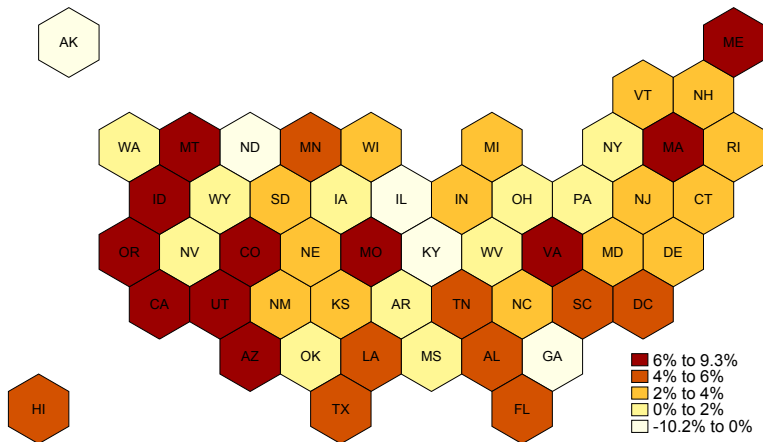 AK ME
VT NH
WA MT ND MN WI MI NY MA RI
ID WY SD IA IL IN OH PA NJ CT
OR NV CO NE MO KY WV VA MD DE
CA UT NM KS AR TN NC SC DC
AZ OK LA MS AL GA
HI TX FL
6% to 9.3%
4% to 6%
2% to 4%
0% to 2%
-10.2% to 0%